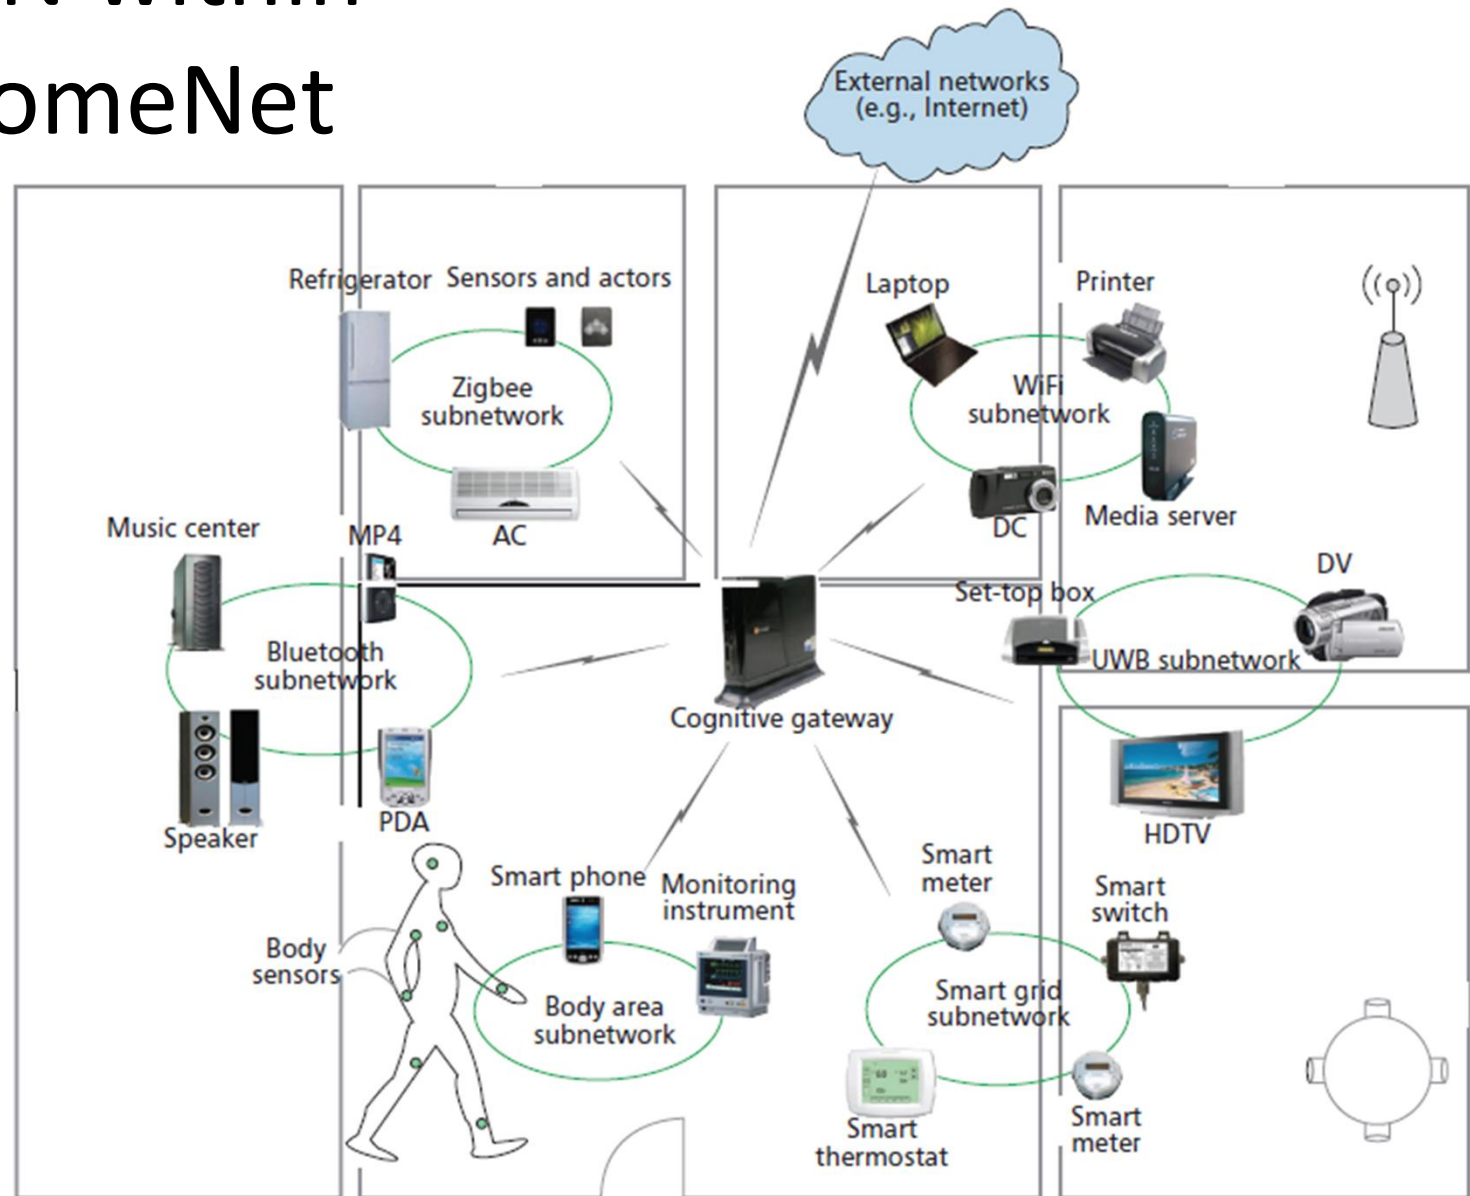 omeNet
External networks
(e.g., Internet)
Refrigerator
Sensors and actors
Laptop
Printer
Zigbee
subnetwork
WiFi
subnetwork
Music center
MP4
AC
DC
Media server
Set-top box
DV
Bluetooth
subnetwork
UWB subnetwork
Cognitive gateway
Speaker
PDA
HDTV
Smart phone
Monitoring
instrument
Smart
meter
Smart
switch
Body
sensors
Body area
subnetwork
Smart grid
subnetwork
Smart
thermostat
Smart
meter